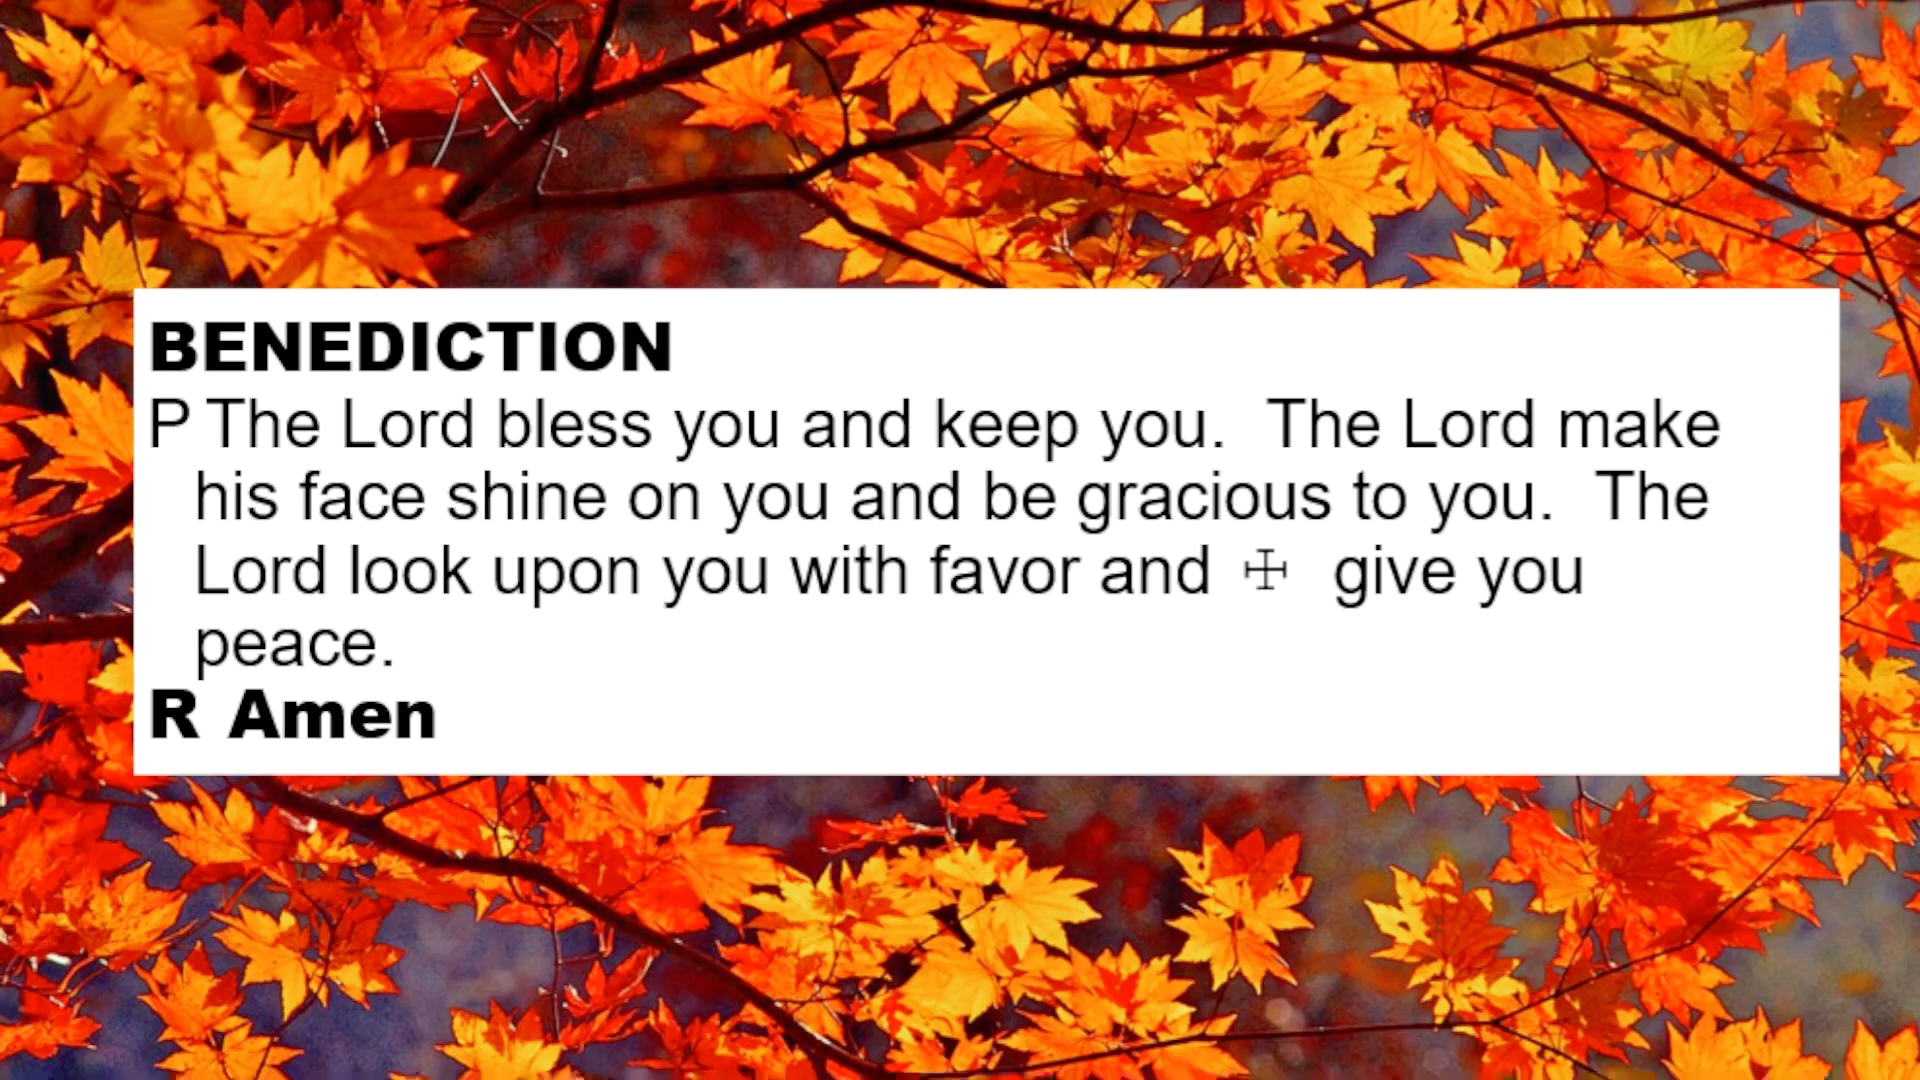 BENEDICTION
P The Lord bless you and keep you.  The Lord make
his face shine on you and be gracious to you.  The
Lord look upon you with favor and ☩ give you
peace.
R Amen